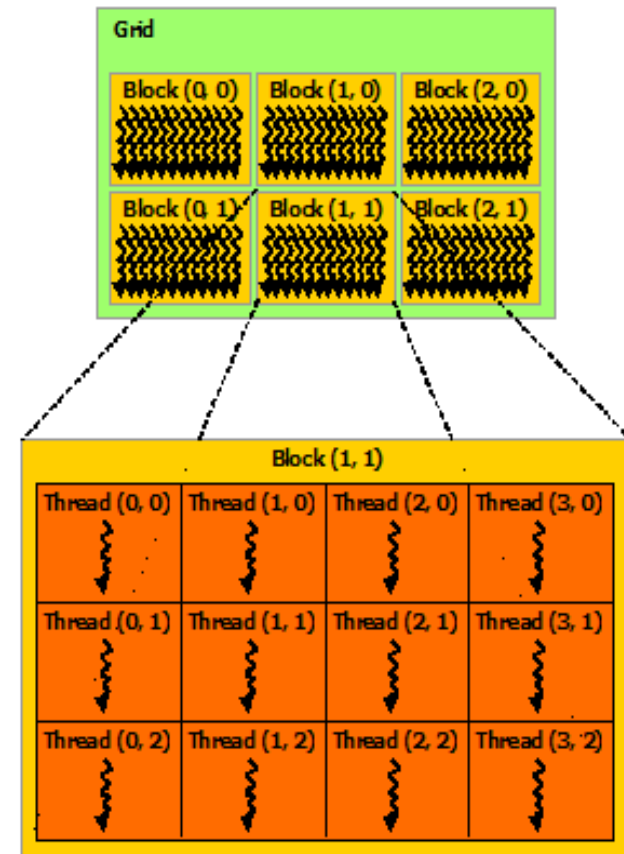 Grid
Block (0, 0) Block (1, 0) Block (2, 0)
Block (0, 1) Block (1, 1) Block (2, 1)
Block (1, 1)
Thread (0, 0) Thread (1, 0) Thread (2, 0) Thread (3, 0)
Thread (0, 1) Thread (1, 1) Thread (2, 1) Thread (3, 1)
Thread (0, 2) Thread (1, 2) Thread (2, 2) Thread (3, 2)